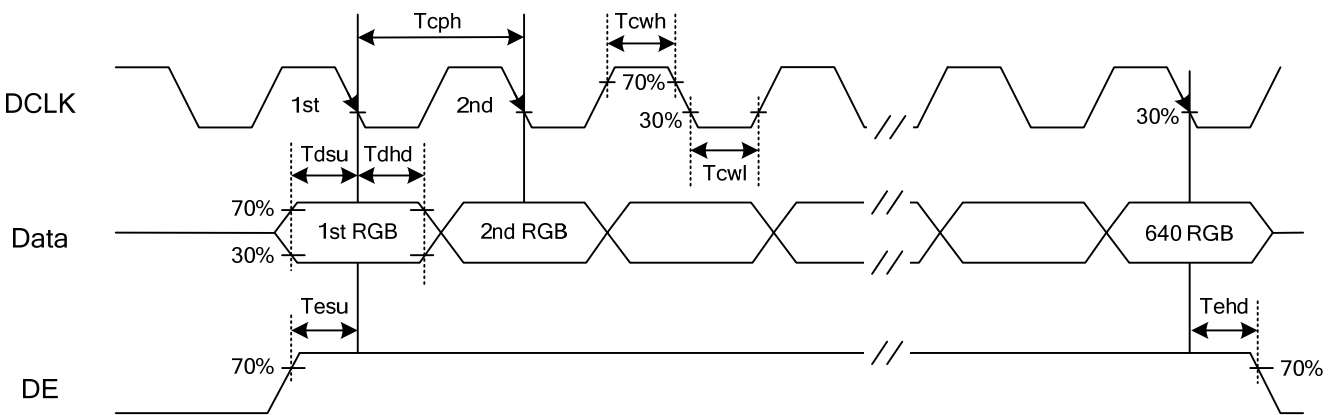 Tcph
Tcwh
DCLK
1st
2nd
70%
30%
30%
Tcwl
Tdsu
Tdhd
70%
30%
Data
1st RGB
2nd RGB
640 RGB
Tesu
Tehd
70%
70%
DE